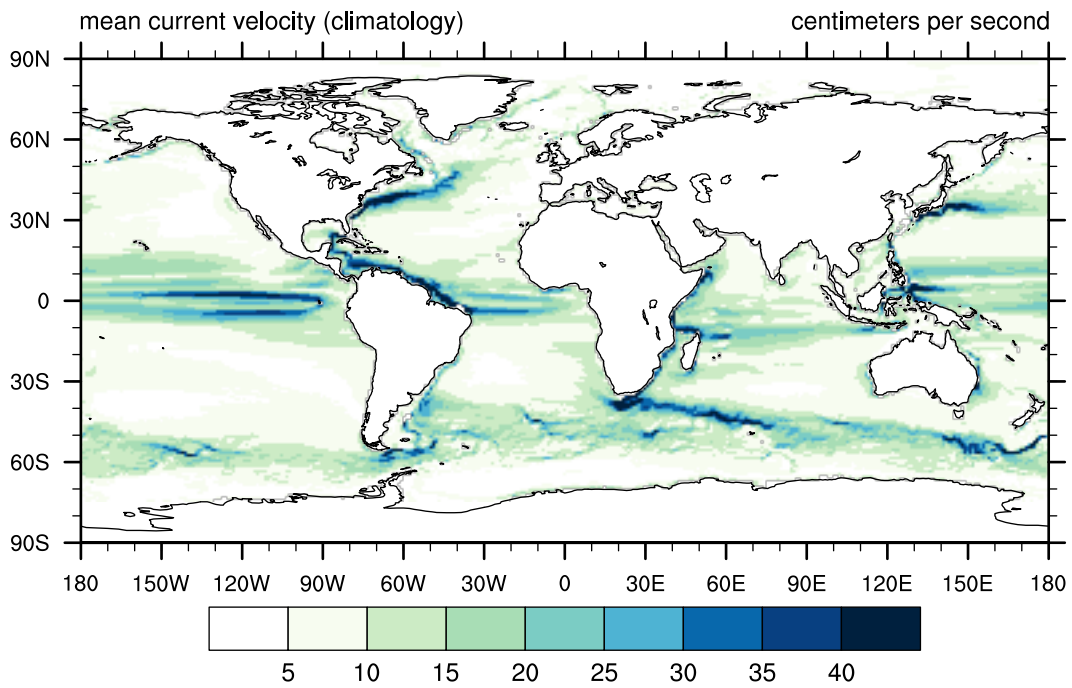 mean current velocity (climatology) centimeters per second
90N
60N
30N
0
30S
60S
90S
180 150W 120W 90W 60W 30W 0 30E 60E 90E 120E 150E 180
5 10 15 20 25 30 35 40